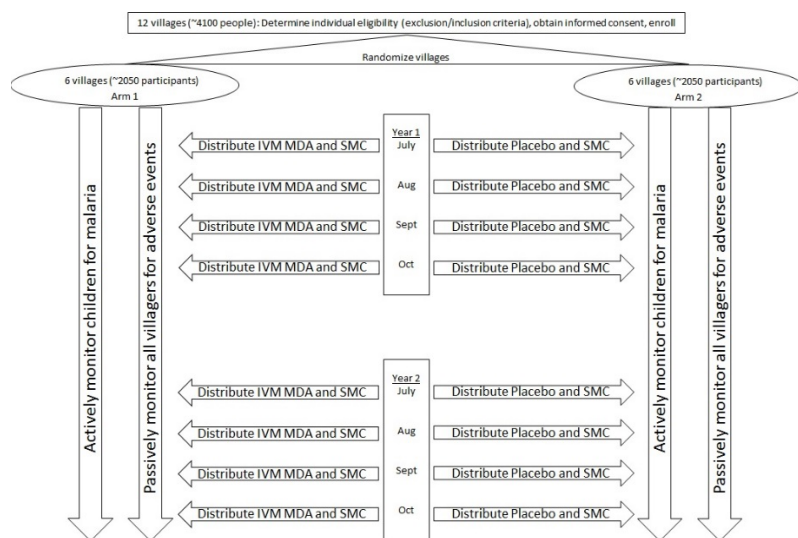 12 villages (~4100 people): Determine individual eligibility (exclusion/inclusion criteria), obtain informed consent, enroll
Randomize villages
6 villages (~2050 participants)
Arm 1
6 villages (~2050 participants)
Arm 2
Actively monitor children for malaria
Passively monitor all villagers for adverse events
Year 1
Distribute IVM MDA and SMC July Distribute Placebo and SMC
Distribute IVM MDA and SMC Aug Distribute Placebo and SMC
Distribute IVM MDA and SMC Sept Distribute Placebo and SMC
Distribute IVM MDA and SMC Oct Distribute Placebo and SMC
Year 2
Distribute IVM MDA and SMC July Distribute Placebo and SMC
Distribute IVM MDA and SMC Aug Distribute Placebo and SMC
Distribute IVM MDA and SMC Sept Distribute Placebo and SMC
Distribute IVM MDA and SMC Oct Distribute Placebo and SMC
Actively monitor children for malaria
Passively monitor all villagers for adverse events